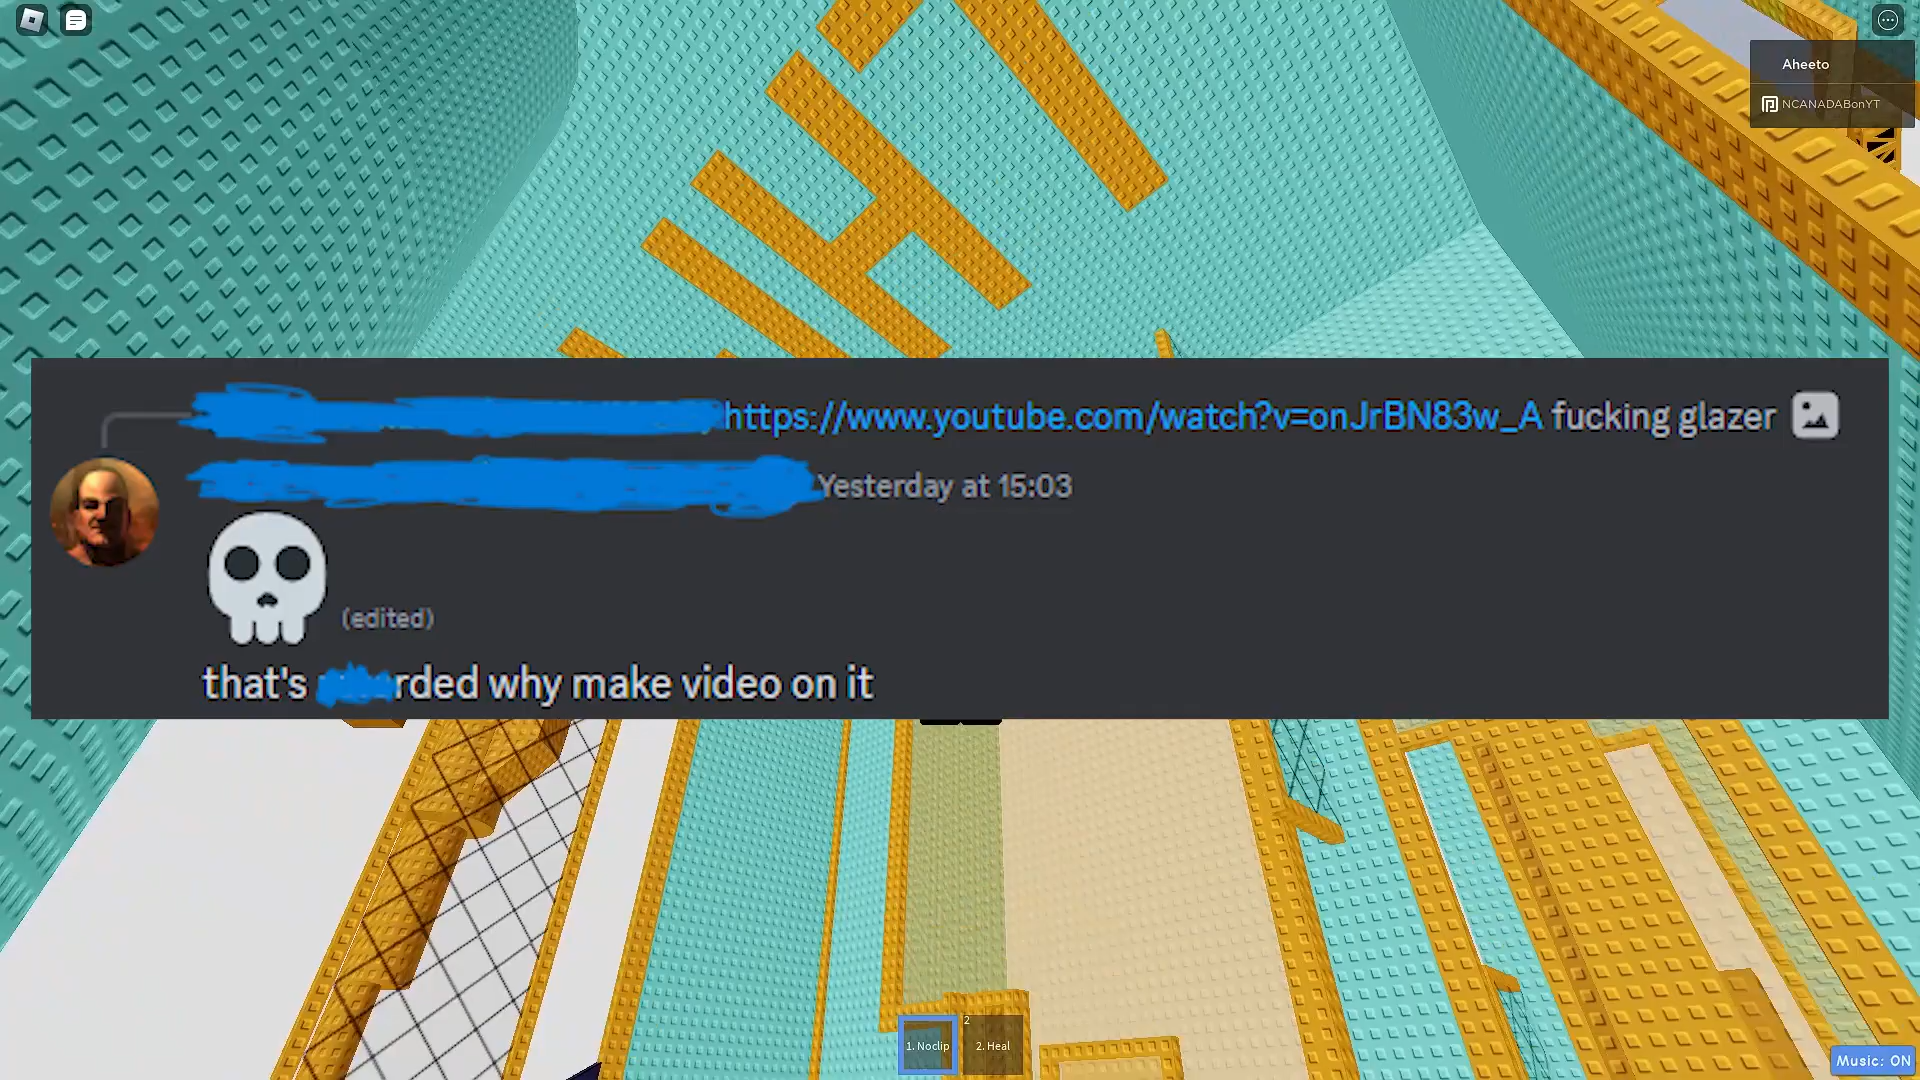 Aheeto
NCANADABonYT
https://www.youtube.com/watch?v=onJrBN83w_A fucking glazer
Yesterday at 15:03
(edited)
that's rded why make video on it
1. Noclip
2
2. Heal
Music: ON